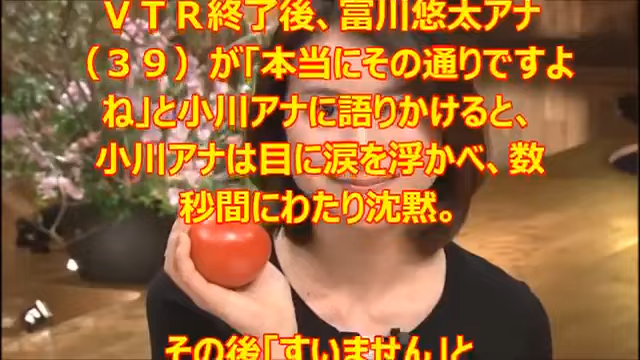 ＶＴＲ終了後、富川悠太アナ
（３９）が「本当にその通りですよ
ね」と小川アナに語りかけると、
小川アナは目に涙を浮かべ、数
秒間にわたり沈黙。
その後「すいません」と